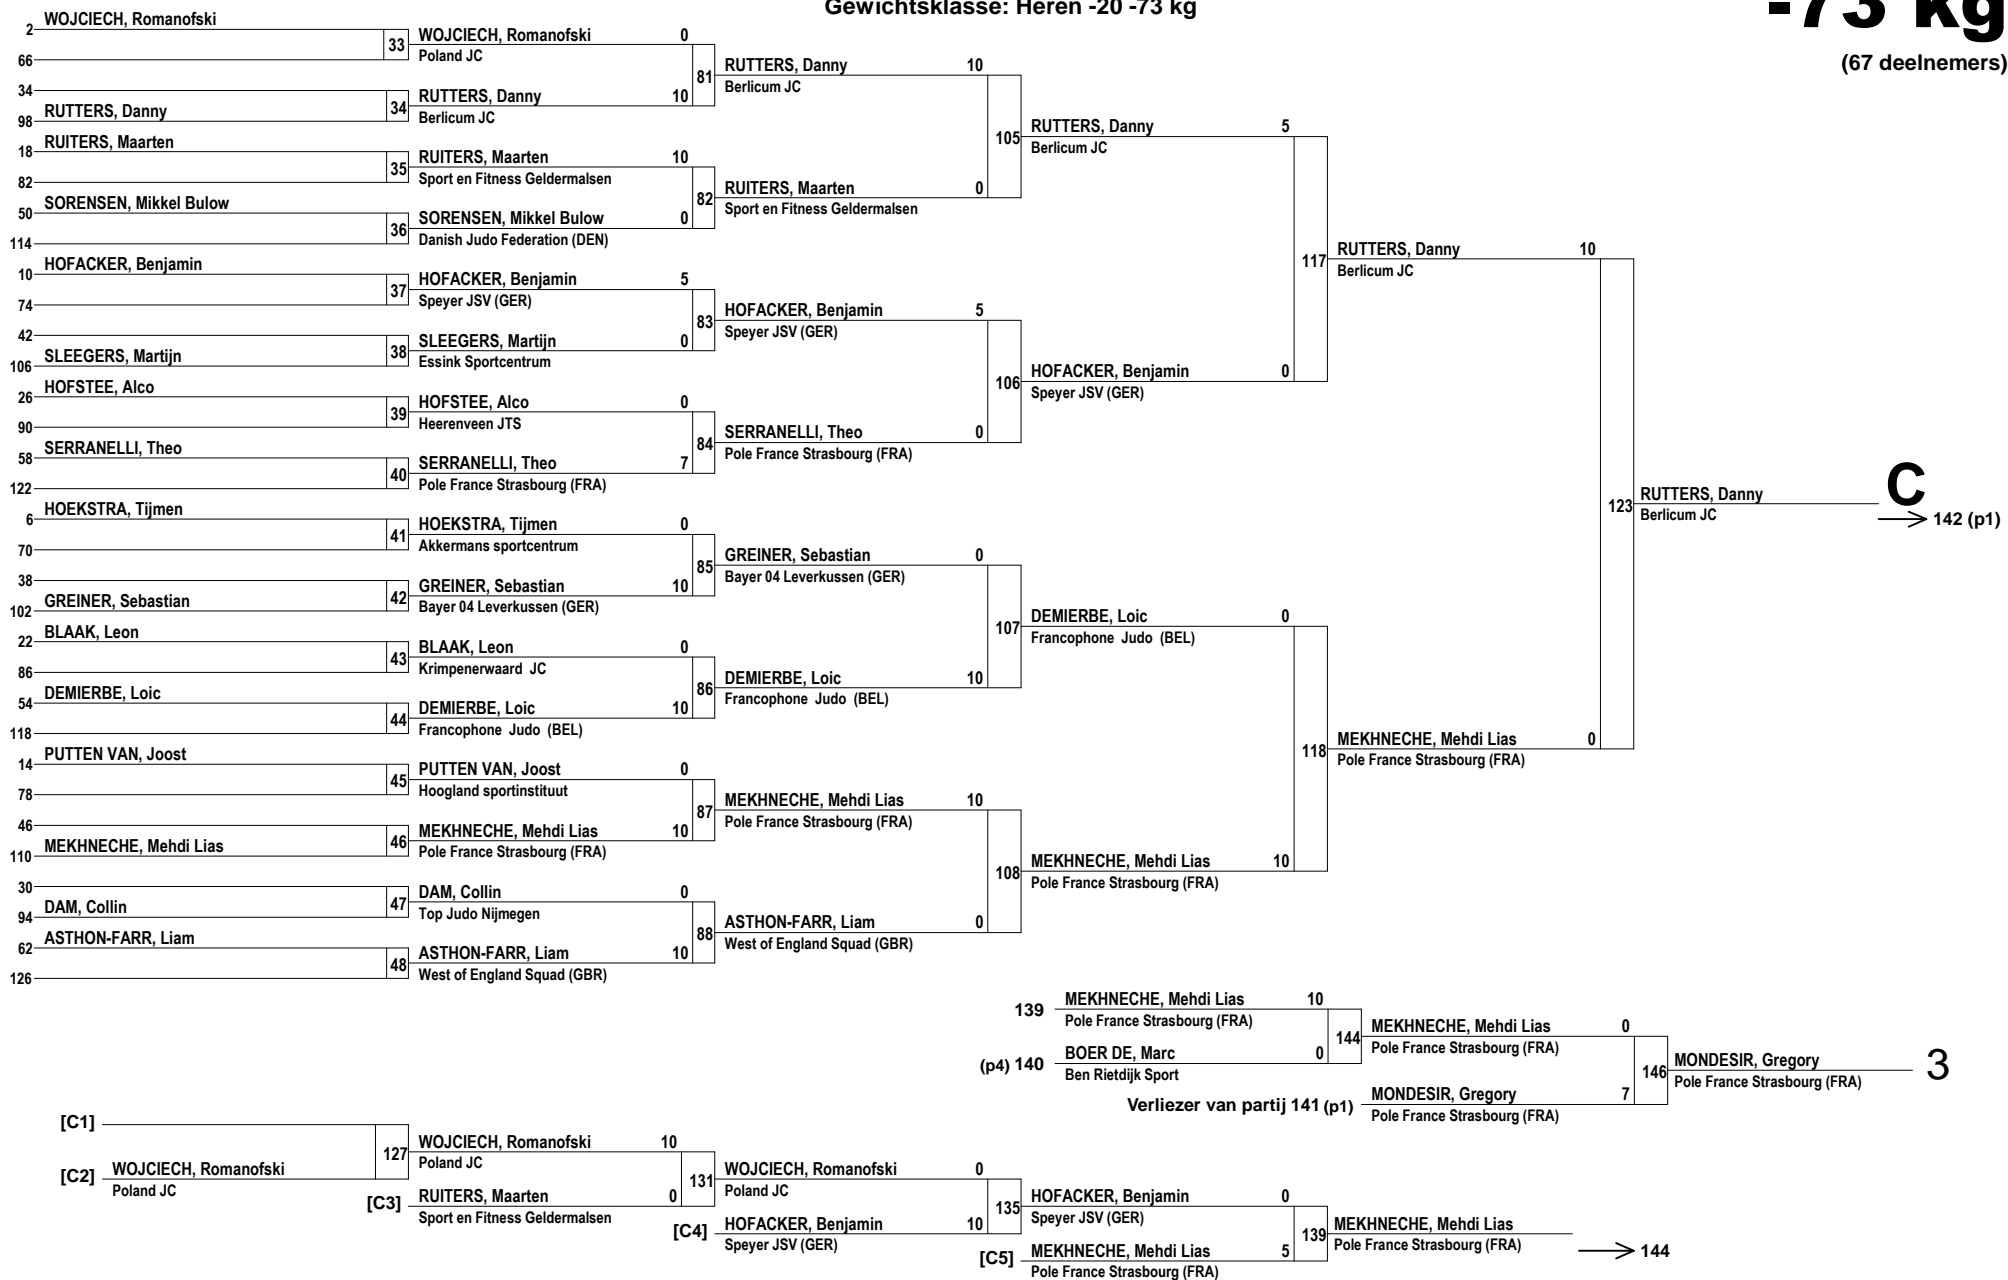 Gewichtsklasse: Heren -20 -73 kg
-73 kg
(67 deelnemers)
2 WOJCIECH, Romanofski
66
33
34
98 RUTTERS, Danny
34
18 RUITERS, Maarten
82
35
50 SORENSEN, Mikkel Bulow
114
36
10 HOFACKER, Benjamin
74
37
42
106 SLEEGERS, Martijn
38
26 HOFSTEE, Alco
90
39
58 SERRANELLI, Theo
122
40
6 HOEKSTRA, Tijmen
70
41
38
102 GREINER, Sebastian
42
22 BLAAK, Leon
86
43
54 DEMIERBE, Loic
118
44
14 PUTTEN VAN, Joost
78
45
46
110 MEKHNECHE, Mehdi Lias
46
30
94 DAM, Collin
47
62 ASTHON-FARR, Liam
126
48
WOJCIECH, Romanofski 0
Poland JC
81
RUTTERS, Danny 10
Berlicum JC
RUITERS, Maarten 10
Sport en Fitness Geldermalsen
82
SORENSEN, Mikkel Bulow 0
Danish Judo Federation (DEN)
HOFACKER, Benjamin 5
Speyer JSV (GER)
83
SLEEGERS, Martijn 0
Essink Sportcentrum
HOFSTEE, Alco 0
Heerenveen JTS
84
SERRANELLI, Theo 7
Pole France Strasbourg (FRA)
HOEKSTRA, Tijmen 0
Akkermans sportcentrum
85
GREINER, Sebastian 10
Bayer 04 Leverkussen (GER)
BLAAK, Leon 0
Krimpenerwaard JC
86
DEMIERBE, Loic 10
Francophone Judo (BEL)
PUTTEN VAN, Joost 0
Hoogland sportinstituut
87
MEKHNECHE, Mehdi Lias 10
Pole France Strasbourg (FRA)
DAM, Collin 0
Top Judo Nijmegen
88
ASTHON-FARR, Liam 10
West of England Squad (GBR)
RUTTERS, Danny 10
Berlicum JC
105
RUITERS, Maarten 0
Sport en Fitness Geldermalsen
HOFACKER, Benjamin 5
Speyer JSV (GER)
106
SERRANELLI, Theo 0
Pole France Strasbourg (FRA)
GREINER, Sebastian 0
Bayer 04 Leverkussen (GER)
107
DEMIERBE, Loic 10
Francophone Judo (BEL)
MEKHNECHE, Mehdi Lias 10
Pole France Strasbourg (FRA)
108
ASTHON-FARR, Liam 0
West of England Squad (GBR)
RUTTERS, Danny 5
Berlicum JC
117
HOFACKER, Benjamin 0
Speyer JSV (GER)
DEMIERBE, Loic 0
Francophone Judo (BEL)
118
MEKHNECHE, Mehdi Lias 10
Pole France Strasbourg (FRA)
RUTTERS, Danny 10
Berlicum JC
123
MEKHNECHE, Mehdi Lias 0
Pole France Strasbourg (FRA)
RUTTERS, Danny
Berlicum JC
C
142 (p1)
139 MEKHNECHE, Mehdi Lias 10
Pole France Strasbourg (FRA)
144
(p4) 140 BOER DE, Marc 0
Ben Rietdijk Sport
MEKHNECHE, Mehdi Lias 0
Pole France Strasbourg (FRA)
146
Verliezer van partij 141 (p1) MONDESIR, Gregory 7
Pole France Strasbourg (FRA)
MONDESIR, Gregory
Pole France Strasbourg (FRA)
3
[C1]
127
[C2] WOJCIECH, Romanofski
Poland JC
WOJCIECH, Romanofski 10
Poland JC
131
[C3] RUITERS, Maarten 0
Sport en Fitness Geldermalsen
WOJCIECH, Romanofski 0
Poland JC
135
[C4] HOFACKER, Benjamin 10
Speyer JSV (GER)
HOFACKER, Benjamin 0
Speyer JSV (GER)
139
[C5] MEKHNECHE, Mehdi Lias 5
Pole France Strasbourg (FRA)
MEKHNECHE, Mehdi Lias
Pole France Strasbourg (FRA)
144